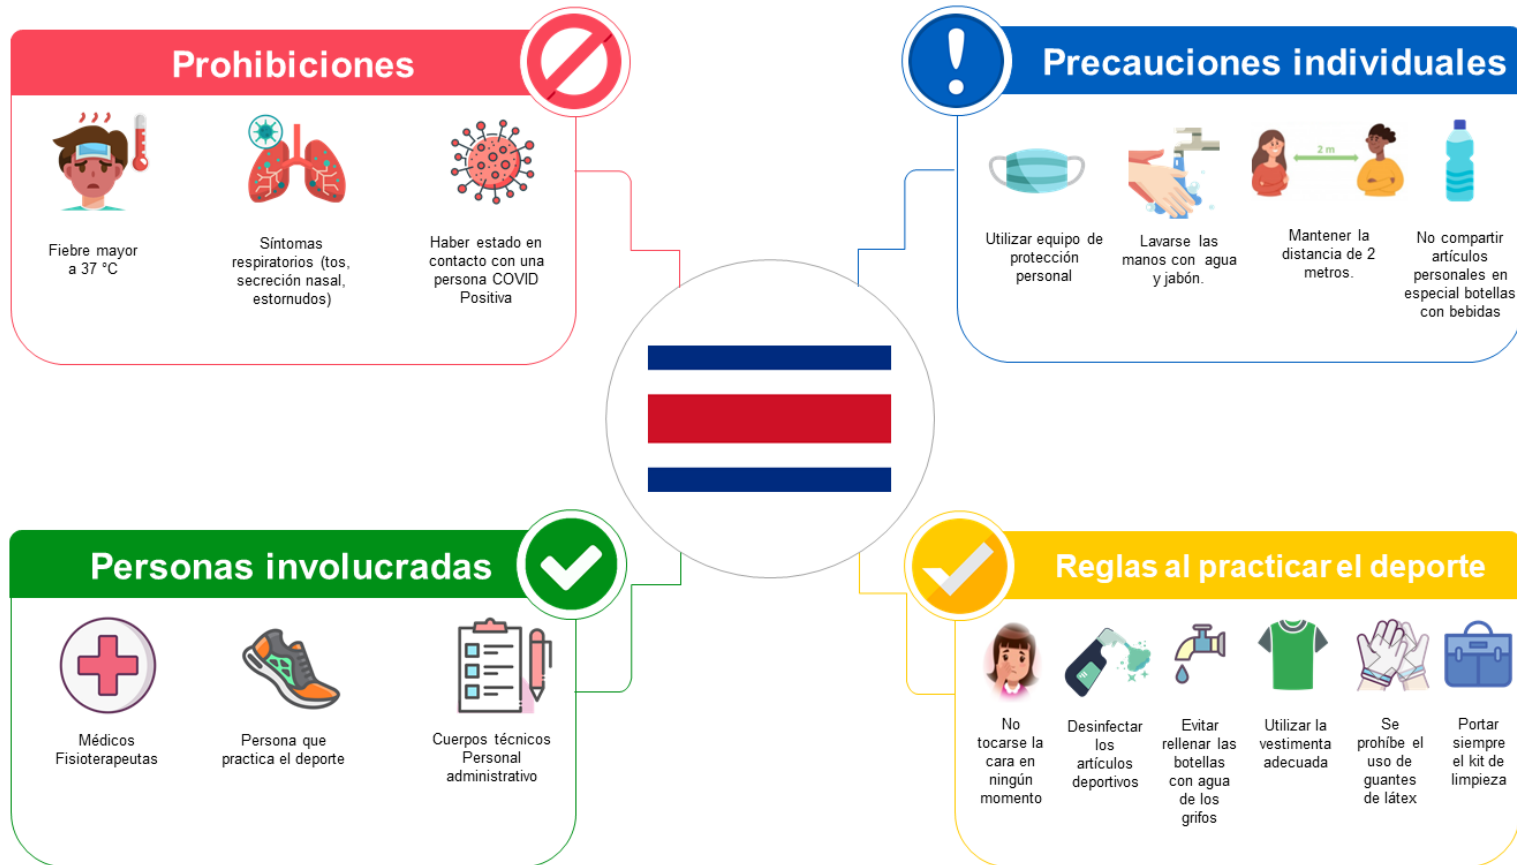 Prohibiciones
Fiebre mayor
a 37 °C
Síntomas
respiratorios (tos,
secreción nasal,
estornudos)
Haber estado en
contacto con una
persona COVID
Positiva
Precauciones individuales
2 m
Utilizar equipo de
protección
personal
Lavarse las
manos con agua
y jabón.
Mantener la
distancia de 2
metros.
No compartir
artículos
personales en
especial botellas
con bebidas
Personas involucradas
Médicos
Fisioterapeutas
Persona que
practica el deporte
Cuerpos técnicos
Personal
administrativo
Reglas al practicar el deporte
No
tocarse la
cara en
ningún
momento
Desinfectar
los
artículos
deportivos
Evitar
rellenar las
botellas
con agua
de los
grifos
Utilizar la
vestimenta
adecuada
Se
prohíbe el
uso de
guantes
de látex
Portar
siempre
el kit de
limpieza